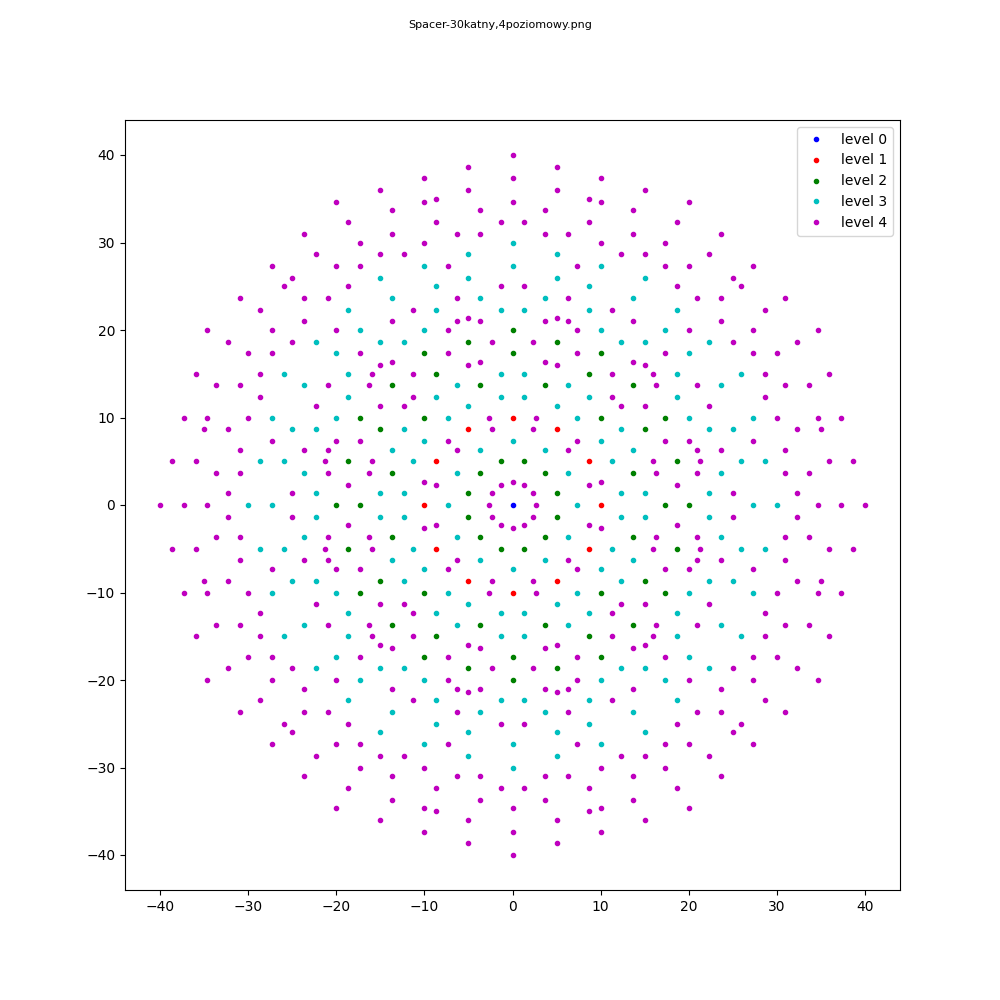 Spacer-30katny,4poziomowy.png
level 0
level 1
level 2
level 3
level 4
40
30
20
10
0
−10
−20
−30
−40
−40 −30 −20 −10 0 10 20 30 40